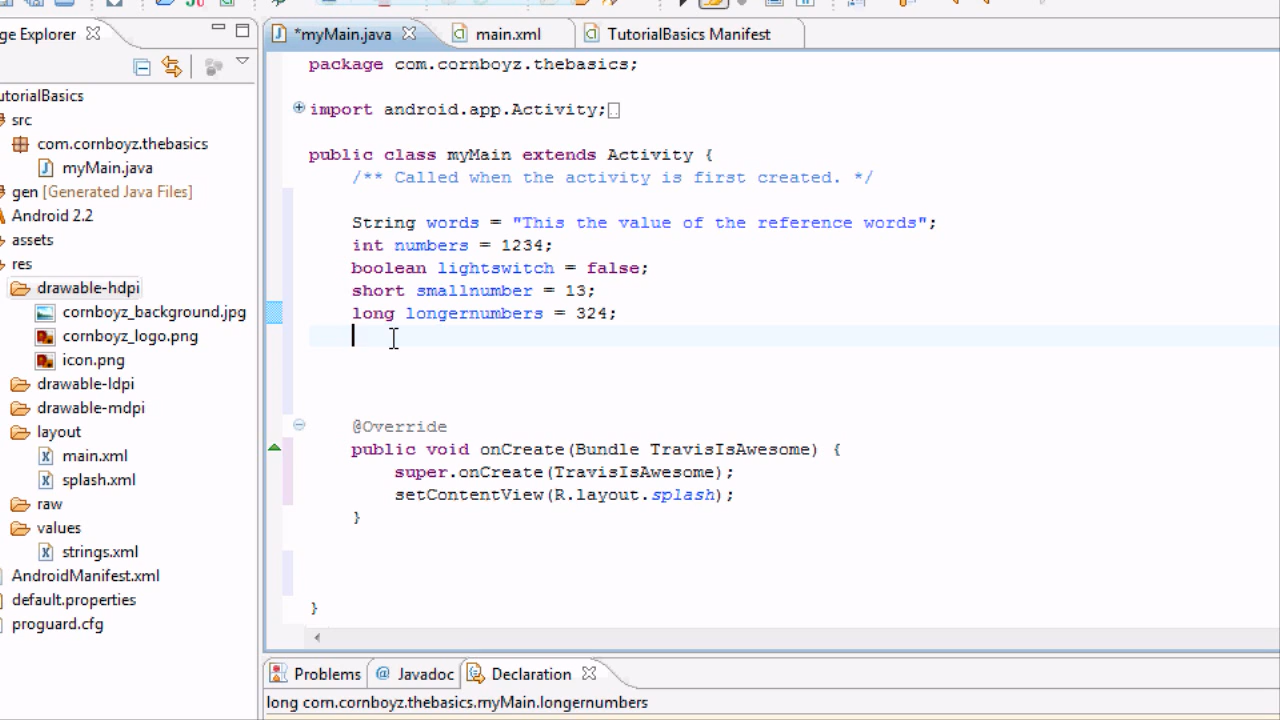 ge Explorer
*myMain.java
main.xml
TutorialBasics Manifest
utorialBasics
src
com.cornboyz.thebasics
myMain.java
gen [Generated Java Files]
Android 2.2
assets
res
drawable-hdpi
cornboyz_background.jpg
cornboyz_logo.png
icon.png
drawable-ldpi
drawable-mdpi
layout
main.xml
splash.xml
raw
values
strings.xml
AndroidManifest.xml
default.properties
proguard.cfg
package com.cornboyz.thebasics;
import android.app.Activity;
public class myMain extends Activity {
/** Called when the activity is first created. */
String words = "This the value of the reference words";
int numbers = 1234;
boolean lightswitch = false;
short smallnumber = 13;
long longernumbers = 324;
@Override
public void onCreate(Bundle TravisIsAwesome) {
super.onCreate(TravisIsAwesome);
setContentView(R.layout.splash);
}
}
Problems
@ Javadoc
Declaration
long com.cornboyz.thebasics.myMain.longernumbers